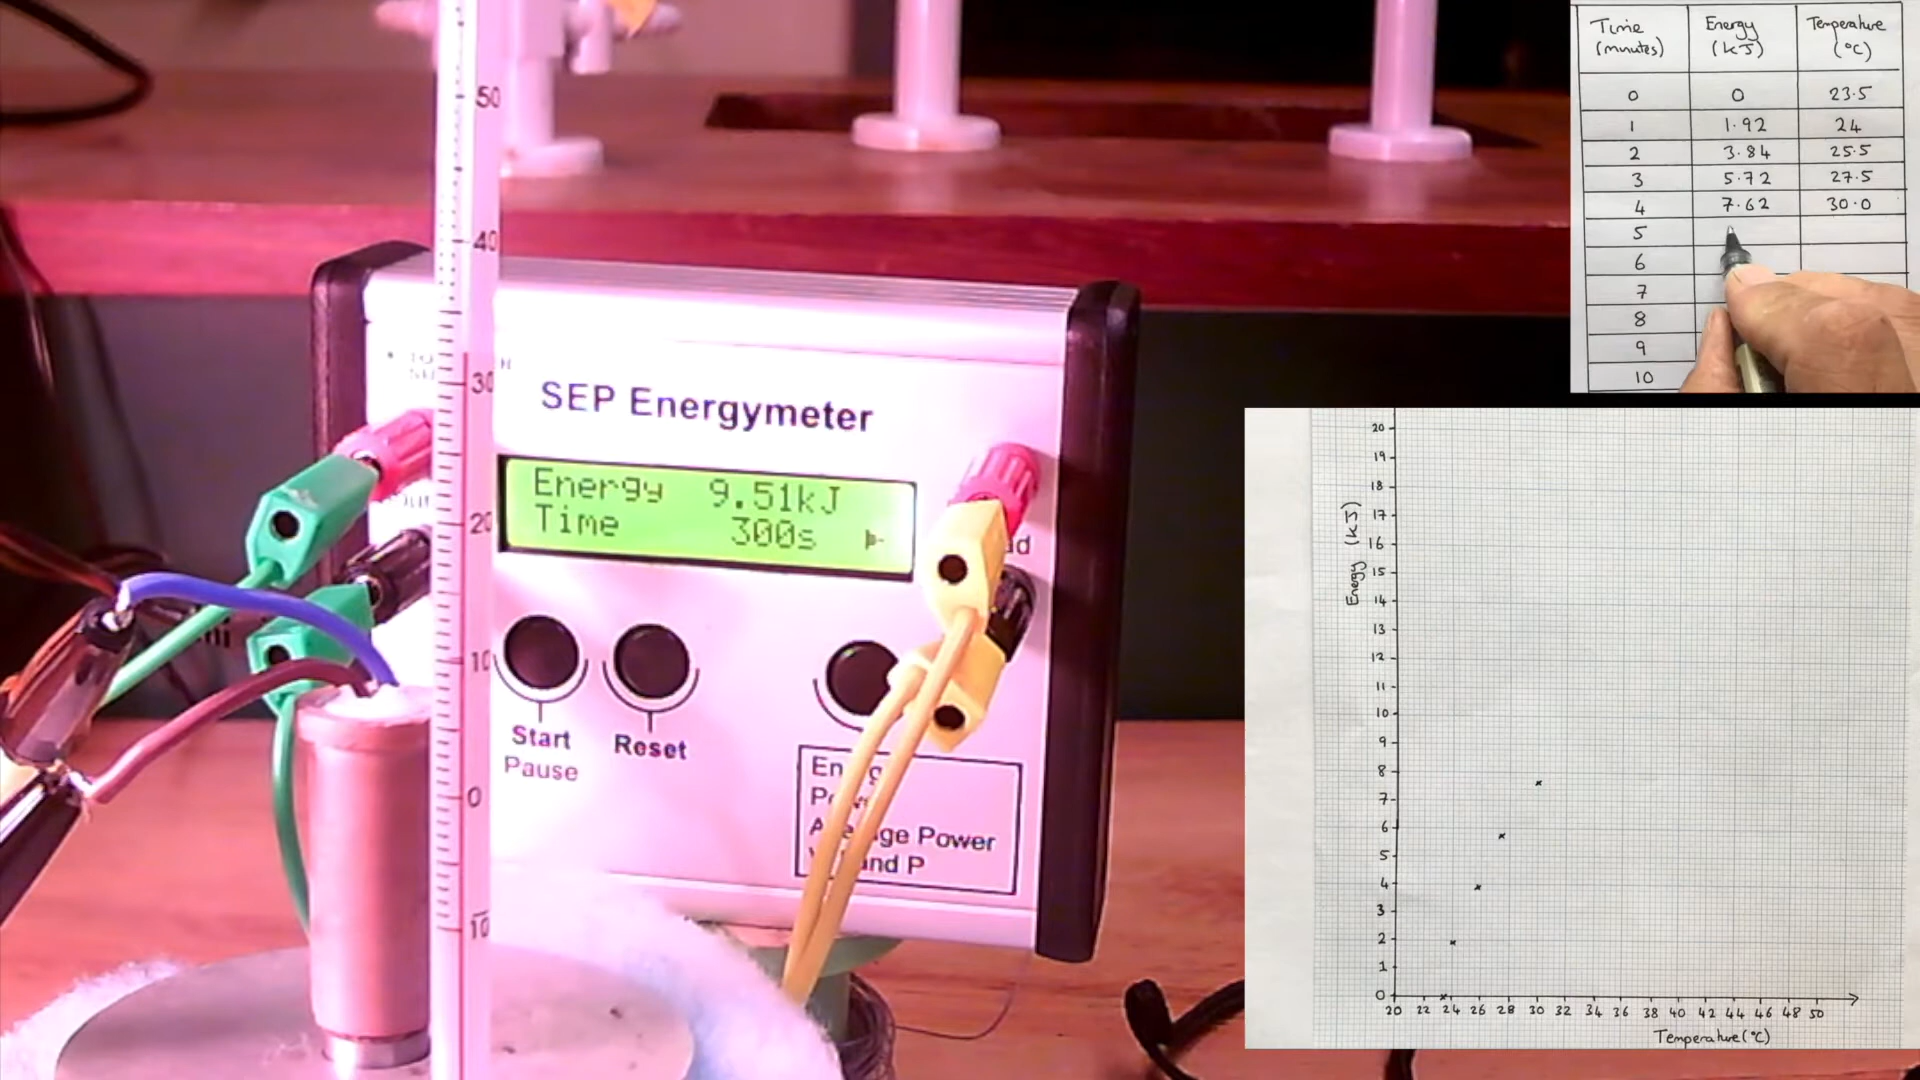 50
40
30
20
10
0
10
SEP Energymeter
Energy 9.51kJ
Time 300s
Start
Pause
Reset
Average Power
and P
Time (mnutes) Energy (kJ) Temperature (°C)
0 0 23.5
1 1.92 24
2 3.84 25.5
3 5.72 27.5
4 7.62 30.0
5
6
7
8
9
10
Energy (kJ)
20
19
18
17
16
15
14
13
12
11
10
9
8
7
6
5
4
3
2
1
0
20 22 24 26 28 30 32 34 36 38 40 42 44 46 48 50
Temperature (°C)